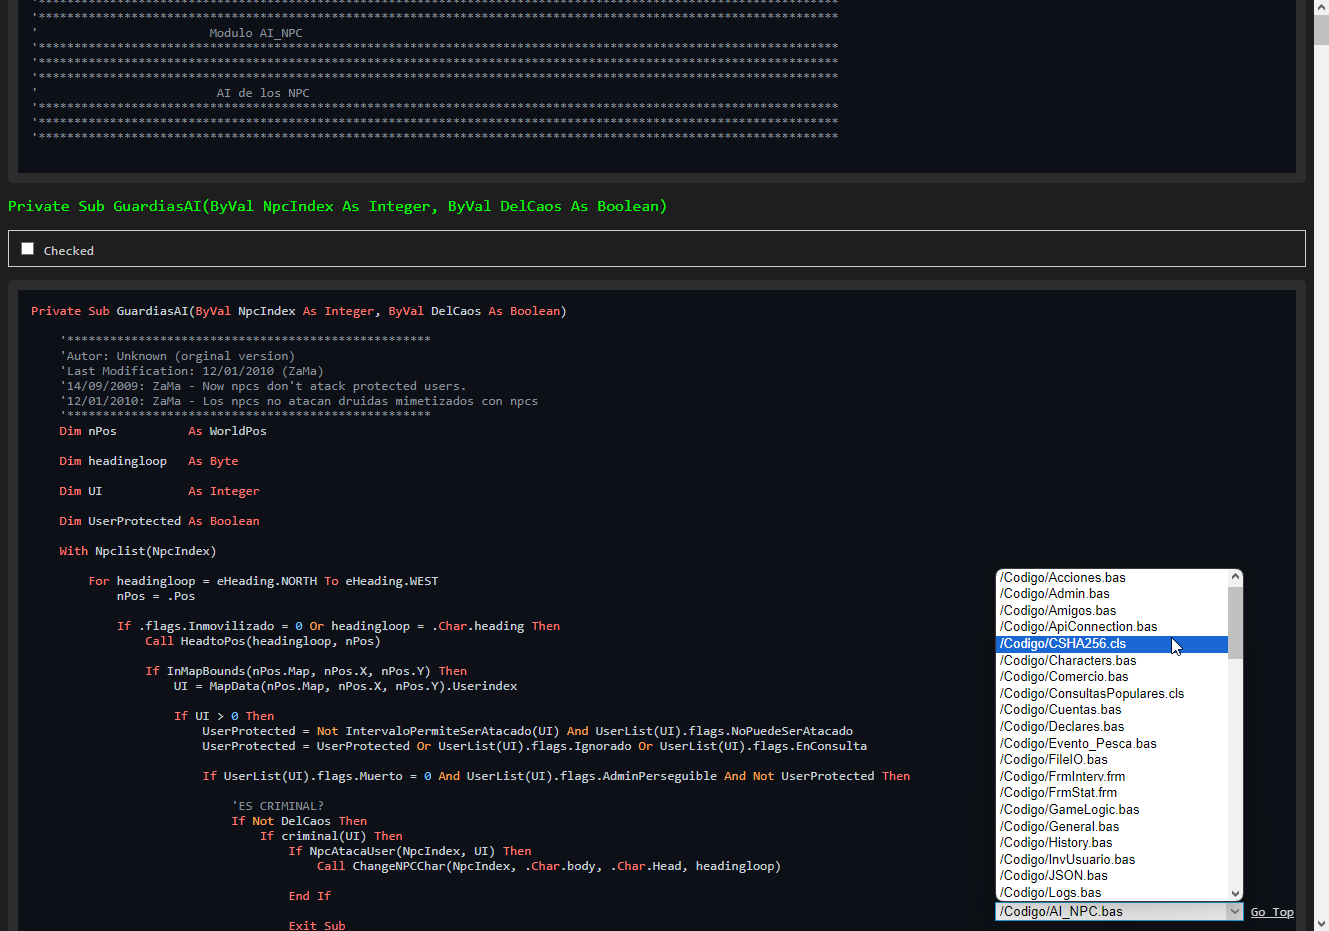 '****************************************************************************************************************
'****************************************************************************************************************
'                        Modulo AI_NPC
'****************************************************************************************************************
'****************************************************************************************************************
'****************************************************************************************************************
'                         AI de los NPC
'****************************************************************************************************************
'****************************************************************************************************************
'****************************************************************************************************************
Private Sub GuardiasAI(ByVal NpcIndex As Integer, ByVal DelCaos As Boolean)
Checked
Private Sub GuardiasAI(ByVal NpcIndex As Integer, ByVal DelCaos As Boolean)
'***************************************************
'Autor: Unknown (orginal version)
'Last Modification: 12/01/2010 (ZaMa)
'14/09/2009: ZaMa - Now npcs don't atack protected users.
'12/01/2010: ZaMa - Los npcs no atacan druidas mimetizados con npcs
'***************************************************
Dim nPos          As WorldPos
Dim headingloop   As Byte
Dim UI            As Integer
Dim UserProtected As Boolean
With Npclist(NpcIndex)
For headingloop = eHeading.NORTH To eHeading.WEST
nPos = .Pos
If .flags.Inmovilizado = 0 Or headingloop = .Char.heading Then
Call HeadtoPos(headingloop, nPos)
If InMapBounds(nPos.Map, nPos.X, nPos.Y) Then
UI = MapData(nPos.Map, nPos.X, nPos.Y).Userindex
If UI > 0 Then
UserProtected = Not IntervaloPermiteSerAtacado(UI) And UserList(UI).flags.NoPuedeSerAtacado
UserProtected = UserProtected Or UserList(UI).flags.Ignorado Or UserList(UI).flags.EnConsulta
If UserList(UI).flags.Muerto = 0 And UserList(UI).flags.AdminPerseguible And Not UserProtected Then
'ES CRIMINAL?
If Not DelCaos Then
If criminal(UI) Then
If NpcAtacaUser(NpcIndex, UI) Then
Call ChangeNPCChar(NpcIndex, .Char.body, .Char.Head, headingloop)
End If
Exit Sub
/Codigo/Acciones.bas
/Codigo/Admin.bas
/Codigo/Amigos.bas
/Codigo/ApiConnection.bas
/Codigo/CSHA256.cls
/Codigo/Characters.bas
/Codigo/Comercio.bas
/Codigo/ConsultasPopulares.cls
/Codigo/Cuentas.bas
/Codigo/Declares.bas
/Codigo/Evento_Pesca.bas
/Codigo/FileIO.bas
/Codigo/FrmInterv.frm
/Codigo/FrmStat.frm
/Codigo/GameLogic.bas
/Codigo/General.bas
/Codigo/History.bas
/Codigo/InvUsuario.bas
/Codigo/JSON.bas
/Codigo/Logs.bas
/Codigo/AI_NPC.bas
Go Top